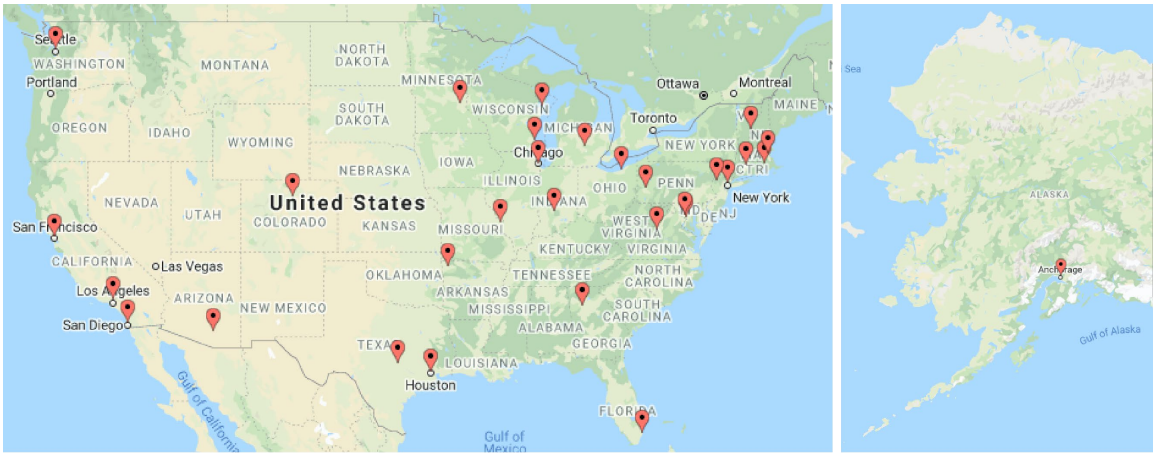 Seattle
WASHINGTON
MONTANA
NORTH
DAKOTA
MINNESOTA
Ottawa
Montreal
Portland
MAINE
WISCONSIN
SOUTH
DAKOTA
OREGON
IDAHO
WYOMING
MICHIGAN
Toronto
NEW YORK
IOWA
Chicago
NEBRASKA
CT RI
ILLINOIS
OHIO
PENN
NEVADA
United States
INDIANA
New York
UTAH
COLORADO
KANSAS
MISSOURI
MD
DE
NJ
San Francisco
WEST
VIRGINIA
KENTUCKY
VIRGINIA
CALIFORNIA
Las Vegas
OKLAHOMA
TENNESSEE
NORTH
CAROLINA
Los Angeles
ARIZONA
NEW MEXICO
ARKANSAS
MISSISSIPPI
SOUTH
CAROLINA
San Diego
ALABAMA
GEORGIA
TEXAS
LOUISIANA
Houston
Gulf of California
FLORIDA
Gulf of
Mexico
Sea
ALASKA
Anchorage
Gulf of Alaska